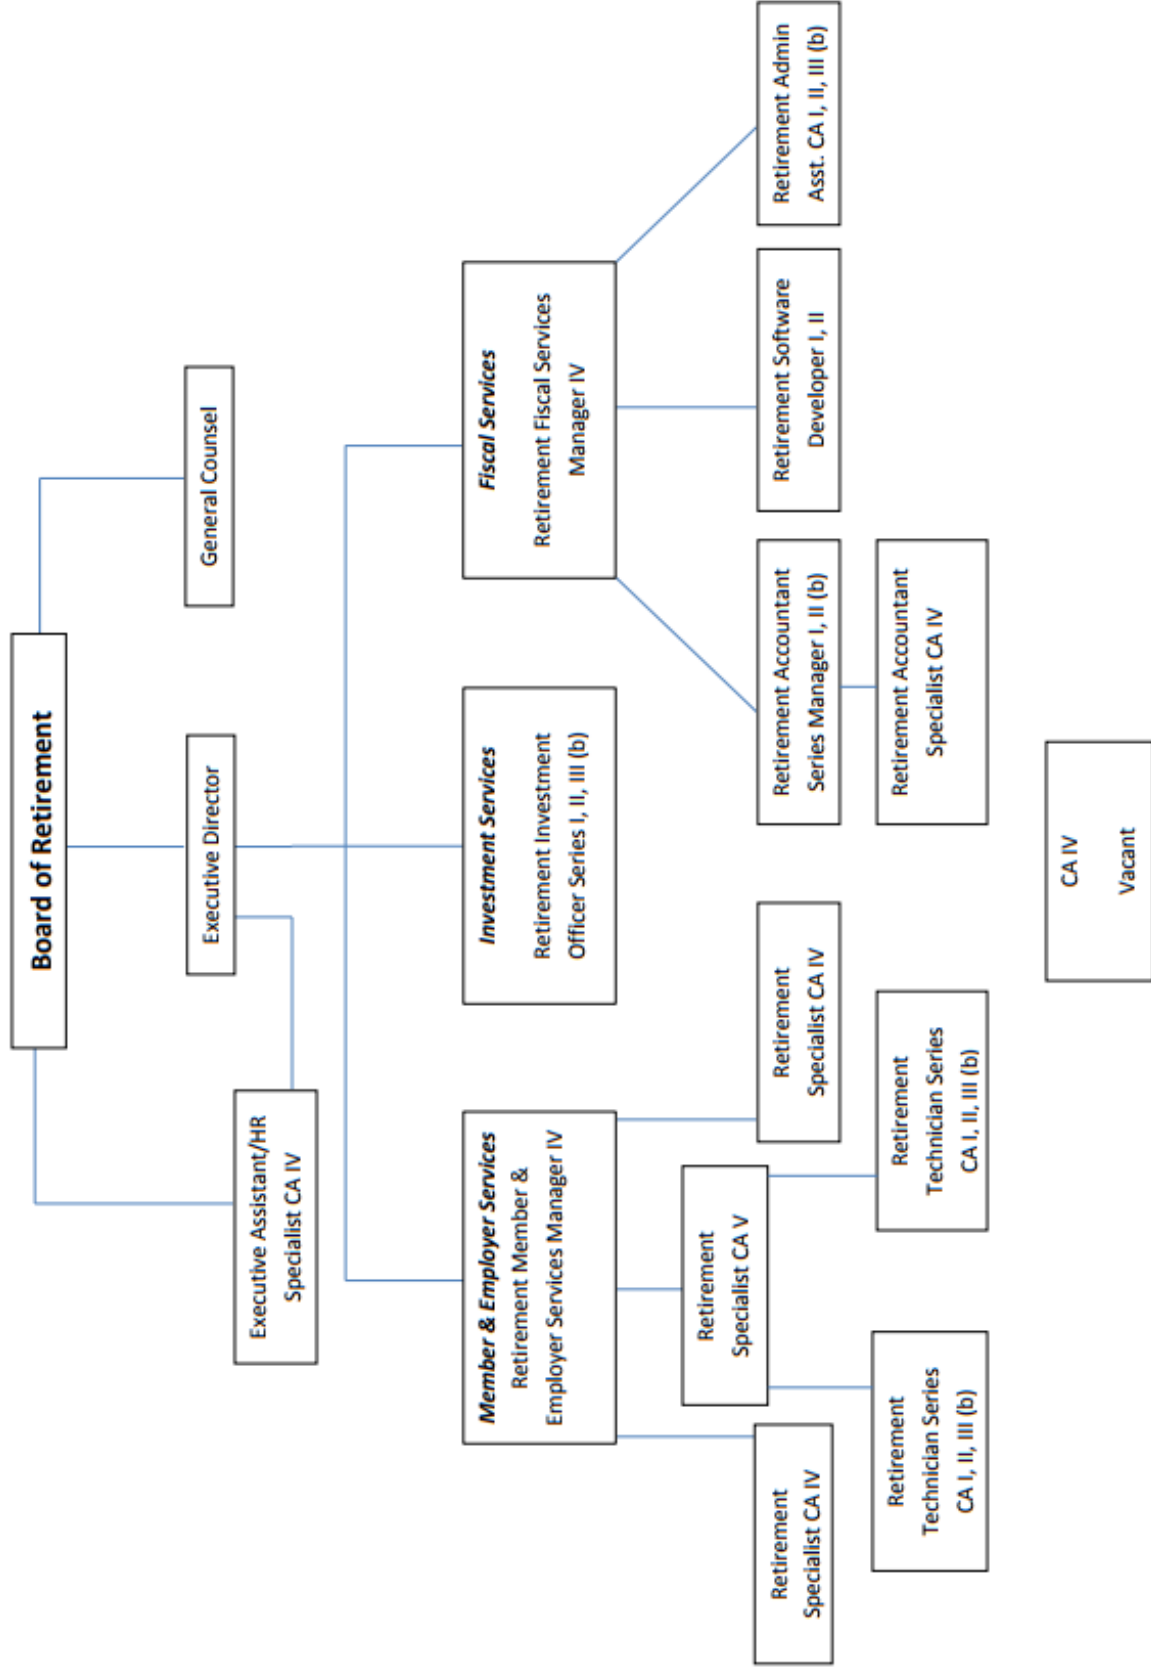 Board of Retirement
General Counsel
Executive Director
Executive Assistant/HR
Specialist CA IV
Member & Employer Services
Retirement Member &
Employer Services Manager IV
Investment Services
Retirement Investment
Officer Series I, II, III (b)
Fiscal Services
Retirement Fiscal Services
Manager IV
Retirement
Specialist CA IV
Retirement
Specialist CA V
Retirement
Specialist CA IV
Retirement Accountant
Series Manager I, II (b)
Retirement Software
Developer I, II
Retirement Admin
Asst. CA I, II, III (b)
Retirement
Technician Series
CA I, II, III (b)
Retirement
Technician Series
CA I, II, III (b)
Retirement Accountant
Specialist CA IV
CA IV
Vacant